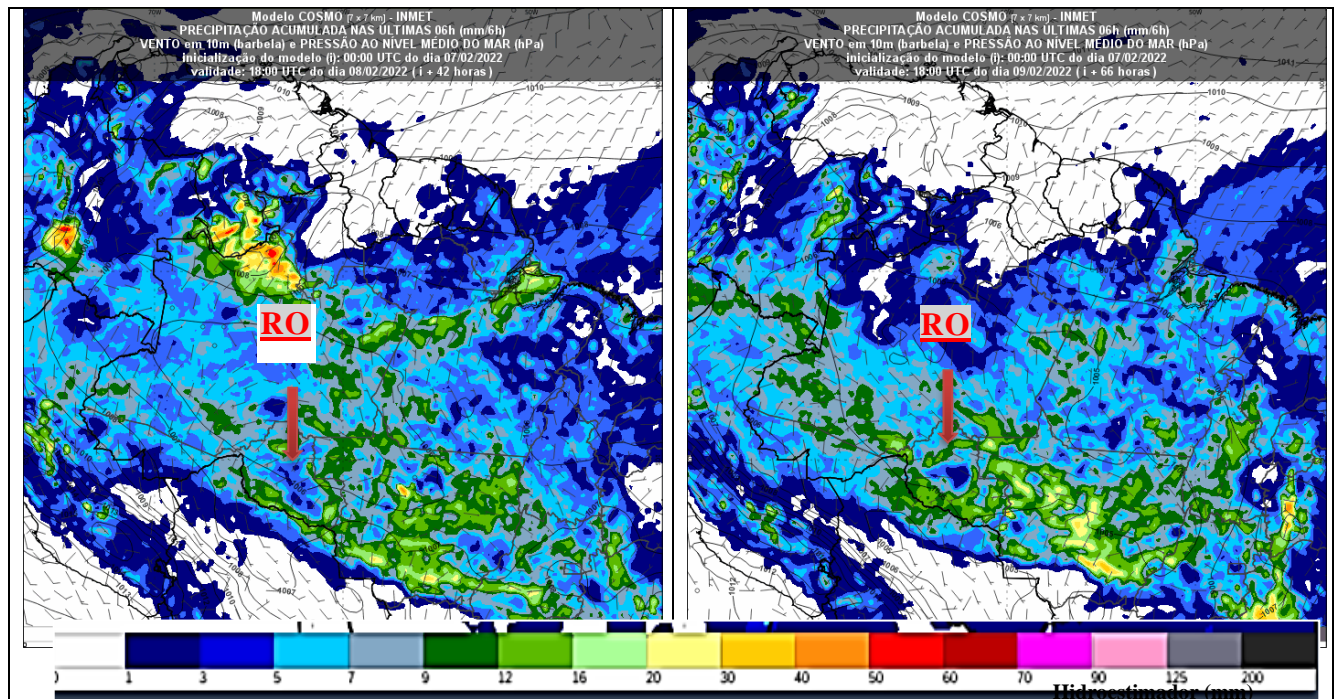 Modelo COSMO [7 x 7 km] - INMET
PRECIPITAÇÃO ACUMULADA NAS ÚLTIMAS 06h (mm/6h)
VENTO em 10m (barbela) e PRESSÃO AO NÍVEL MÉDIO DO MAR (hPa)
Inicialização do modelo (i): 00:00 UTC do dia 07/02/2022
validade: 18:00 UTC do dia 08/02/2022 ( i + 42 horas )
RO
Modelo COSMO [7 x 7 km] - INMET
PRECIPITAÇÃO ACUMULADA NAS ÚLTIMAS 06h (mm/6h)
VENTO em 10m (barbela) e PRESSÃO AO NÍVEL MÉDIO DO MAR (hPa)
Inicialização do modelo (i): 00:00 UTC do dia 07/02/2022
validade: 18:00 UTC do dia 09/02/2022 ( i + 66 horas )
RO
0 1 3 5 7 9 12 16 20 30 40 50 60 70 90 125 200
Hidroestimador (mm)